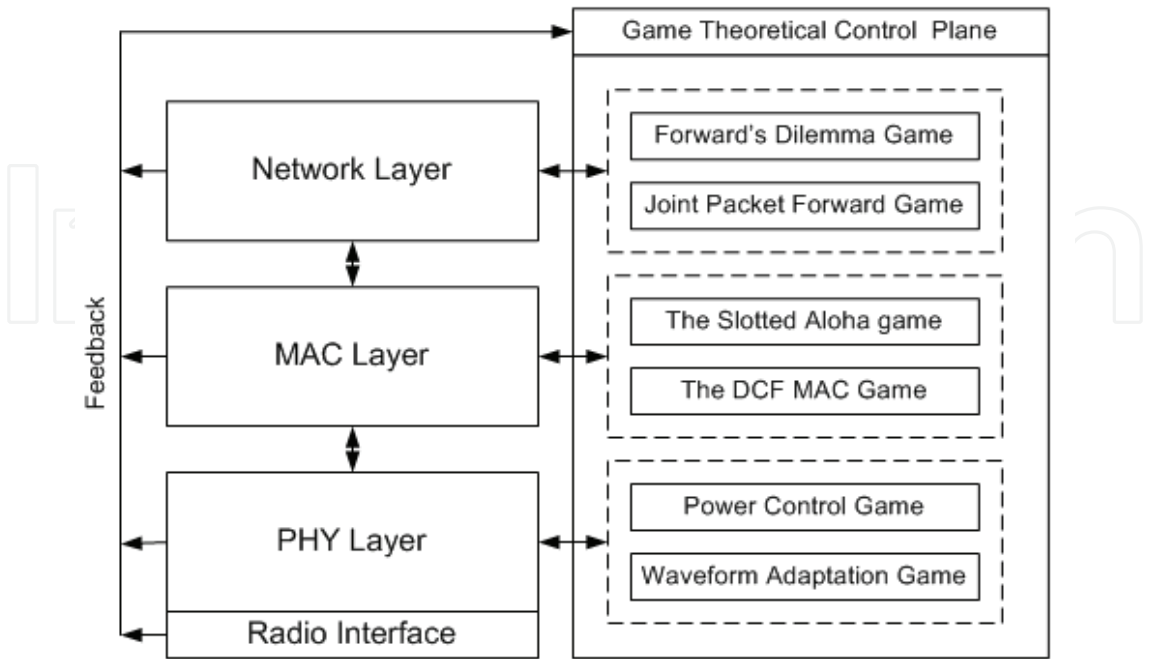 Game Theoretical Control Plane
Network Layer
Forward's Dilemma Game
Joint Packet Forward Game
Feedback
MAC Layer
The Slotted Aloha game
The DCF MAC Game
PHY Layer
Power Control Game
Waveform Adaptation Game
Radio Interface